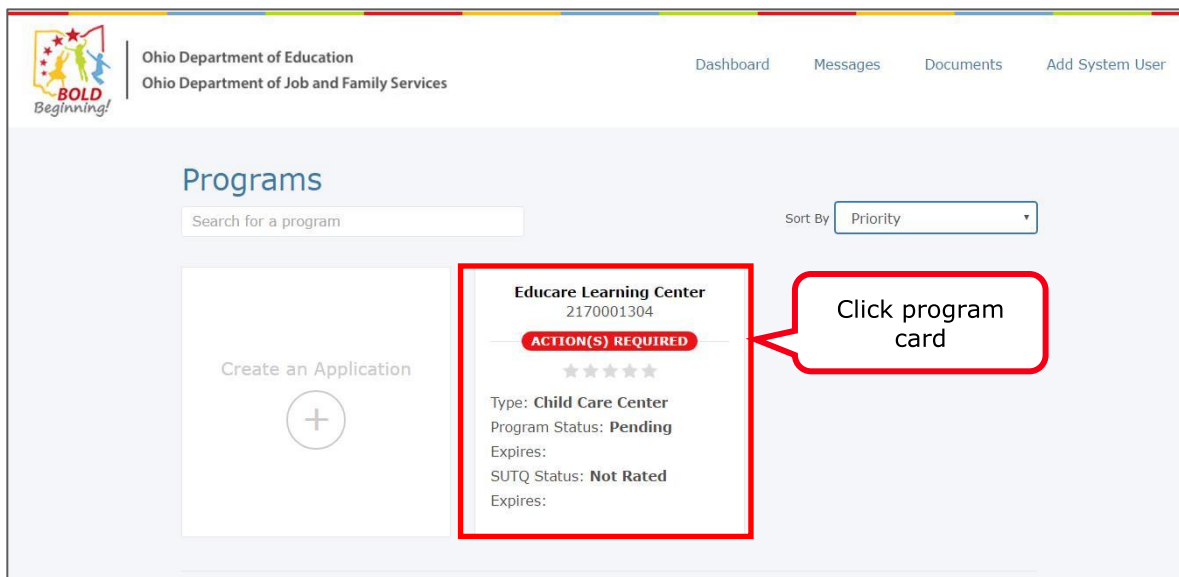 BOLD
Beginning!
Ohio Department of Education
Ohio Department of Job and Family Services
Dashboard
Messages
Documents
Add System User
Programs
Search for a program
Sort By
Priority
Create an Application
Educare Learning Center
2170001304
ACTION(S) REQUIRED
Type: Child Care Center
Program Status: Pending
Expires:
SUTQ Status: Not Rated
Expires:
Click program
card